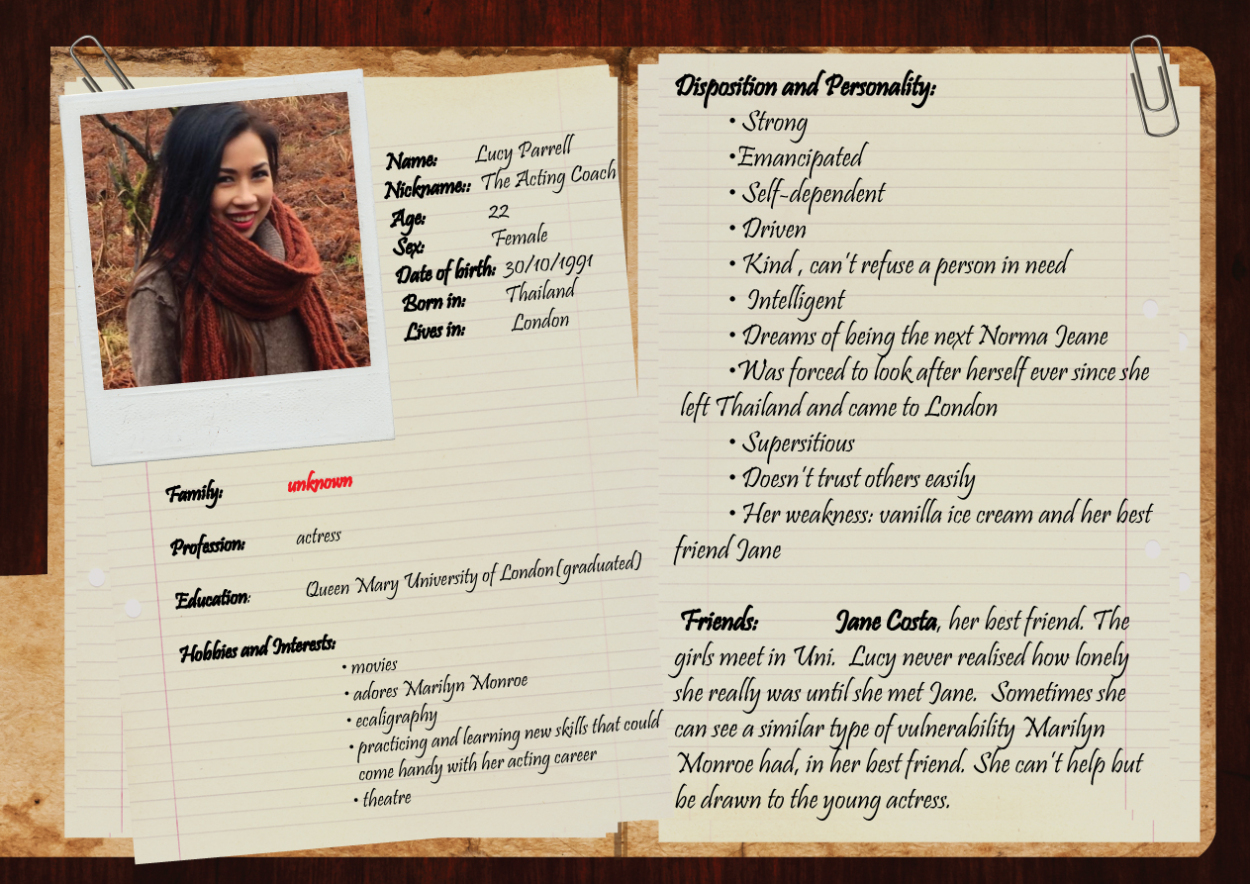 Name: Lucy Parrell
Nickname:: The Acting Coach
Age: 22
Sex: Female
Date of birth: 30/10/1991
Born in: Thailand
Lives in: London
Family: unknown
Profession: actress
Education: Queen Mary University of London(graduated)
Hobbies and Interests:
• movies
• adores Marilyn Monroe
• ecaligraphy
• practicing and learning new skills that could
come handy with her acting career
• theatre
Disposition and Personality:
• Strong
•Emancipated
• Self-dependent
• Driven
• Kind , can't refuse a person in need
• Intelligent
• Dreams of being the next Norma Jeane
•Was forced to look after herself ever since she
left Thailand and came to London
• Supersitious
• Doesn't trust others easily
• Her weakness: vanilla ice cream and her best
friend Jane
Friends: Jane Costa, her best friend. The
girls meet in Uni. Lucy never realised how lonely
she really was until she met Jane. Sometimes she
can see a similar type of vulnerability Marilyn
Monroe had, in her best friend. She can't help but
be drawn to the young actress.